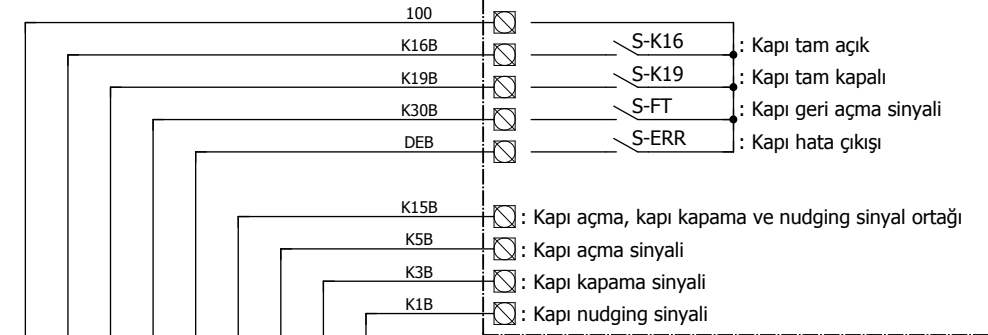 100
K16B S-K16 : Kapı tam açık
K19B S-K19 : Kapı tam kapalı
K30B S-FT : Kapı geri açma sinyali
DEB S-ERR : Kapı hata çıkışı
K15B : Kapı açma, kapı kapama ve nudging sinyal ortağı
K5B : Kapı açma sinyali
K3B : Kapı kapama sinyali
K1B : Kapı nudging sinyali